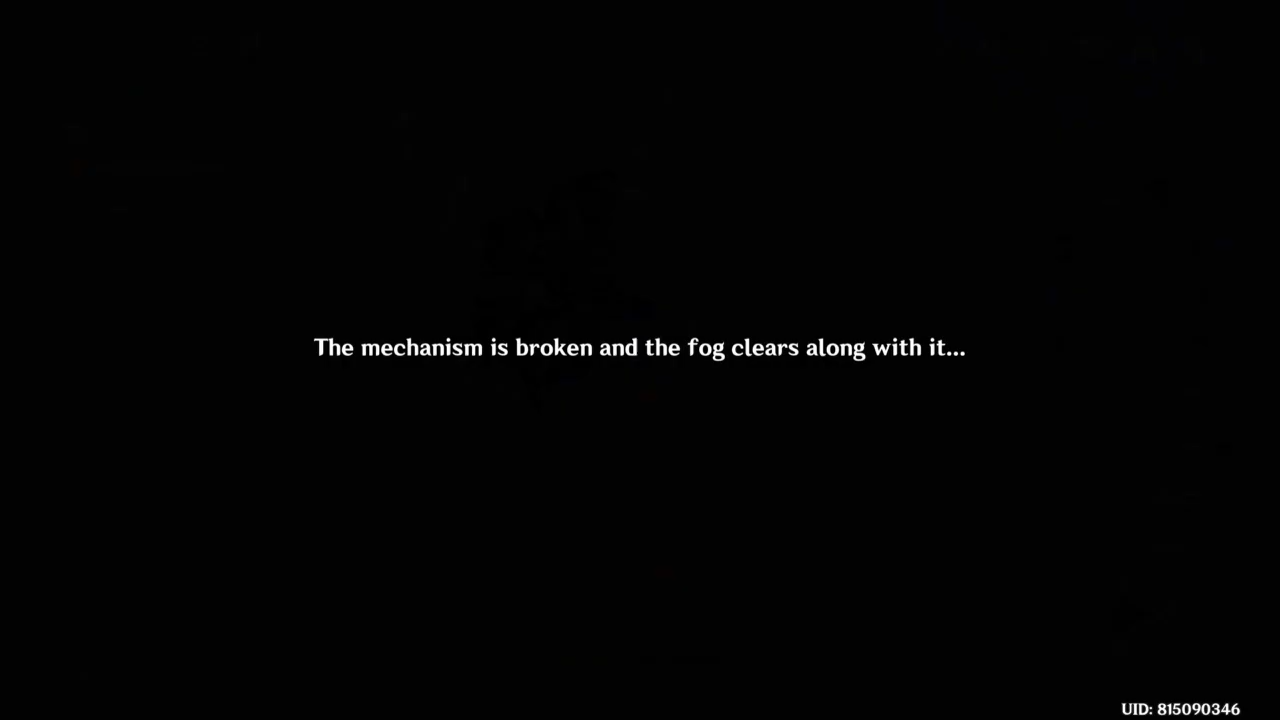 The mechanism is broken and the fog clears along with it...
UID: 815090346